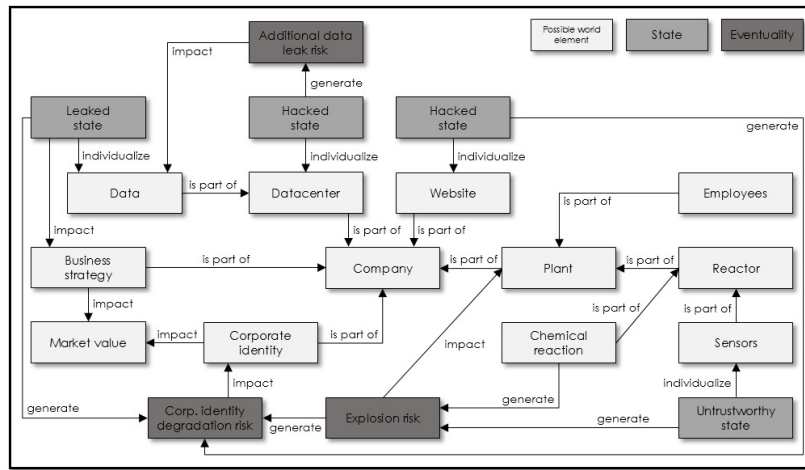 Additional data
leak risk
Possible world
element
State
Eventuality
impact
generate
Leaked
state
Hacked
state
Hacked
state
generate
individualize
individualize
individualize
Data
is part of
Datacenter
Website
Employees
is part of
impact
is part of
is part of
Business
strategy
is part of
Company
is part of
Plant
is part of
Reactor
impact
is part of
is part of
Market value
impact
Corporate
identity
is part of
impact
Chemical
reaction
Sensors
impact
individualize
generate
generate
Corp. identity
degradation risk
generate
Explosion risk
generate
Untrustworthy
state